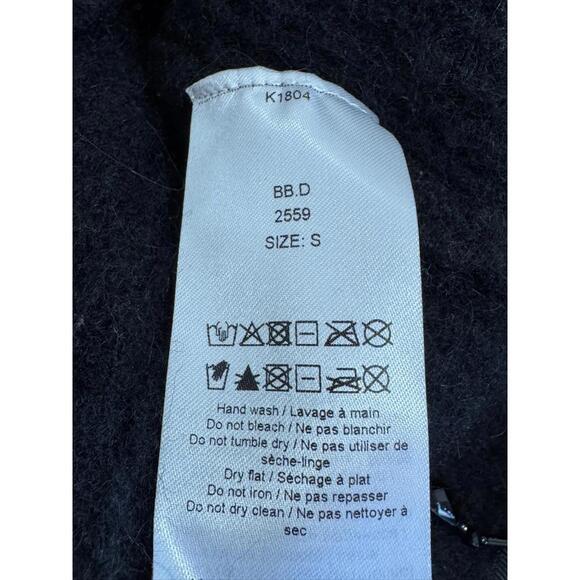 K1804
BB.D
2559
SIZE: S
Hand wash / Lavage à main
Do not bleach / Ne pas blanchir
Do not tumble dry / Ne pas utiliser de
sèche-linge
Dry flat / Séchage à plat
Do not iron / Ne pas repasser
Do not dry clean / Ne pas nettoyer à
sec